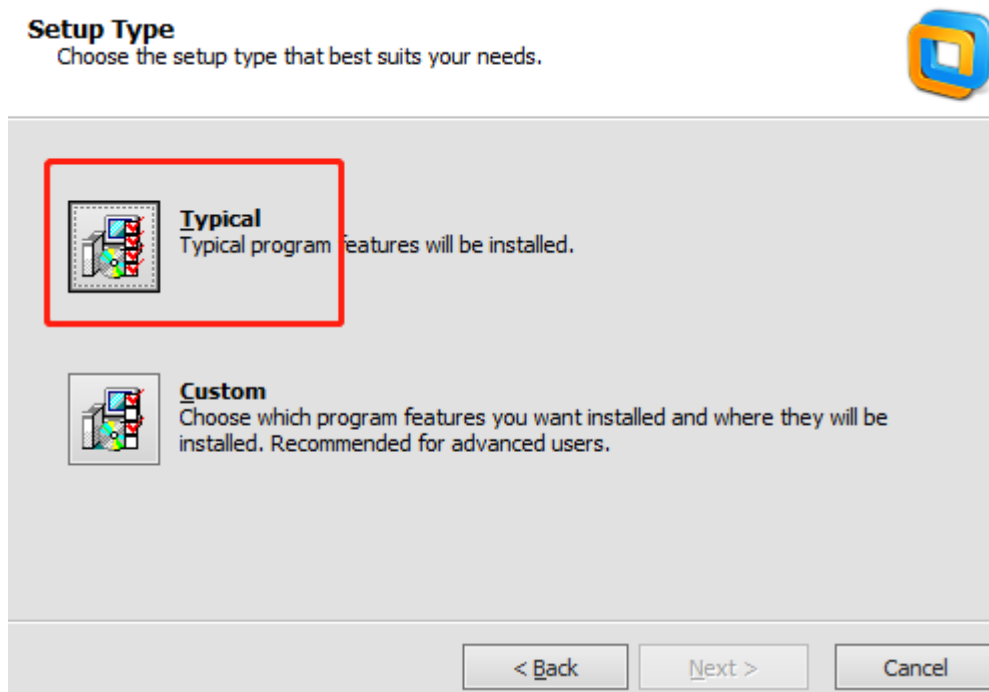 Setup Type
Choose the setup type that best suits your needs.
Typical
Typical program features will be installed.
Custom
Choose which program features you want installed and where they will be
installed. Recommended for advanced users.
< Back
Next >
Cancel